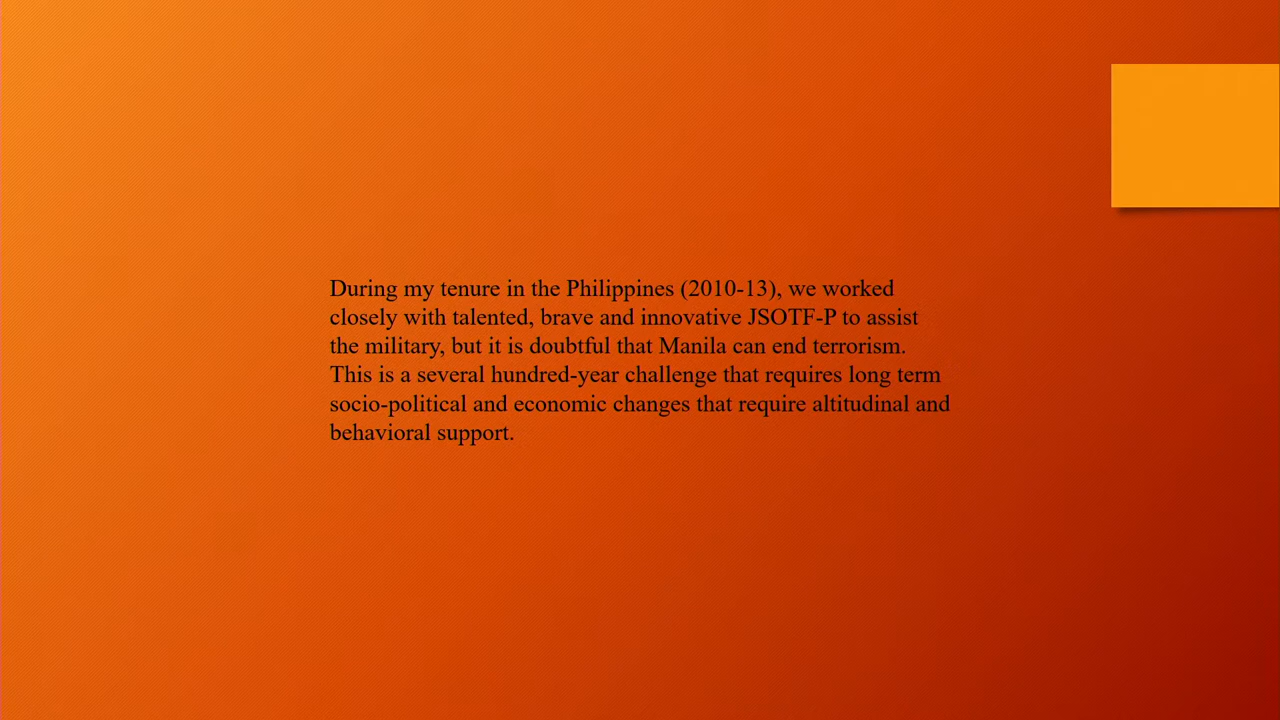 During my tenure in the Philippines (2010-13), we worked
closely with talented, brave and innovative JSOTF-P to assist
the military, but it is doubtful that Manila can end terrorism.
This is a several hundred-year challenge that requires long term
socio-political and economic changes that require altitudinal and
behavioral support.